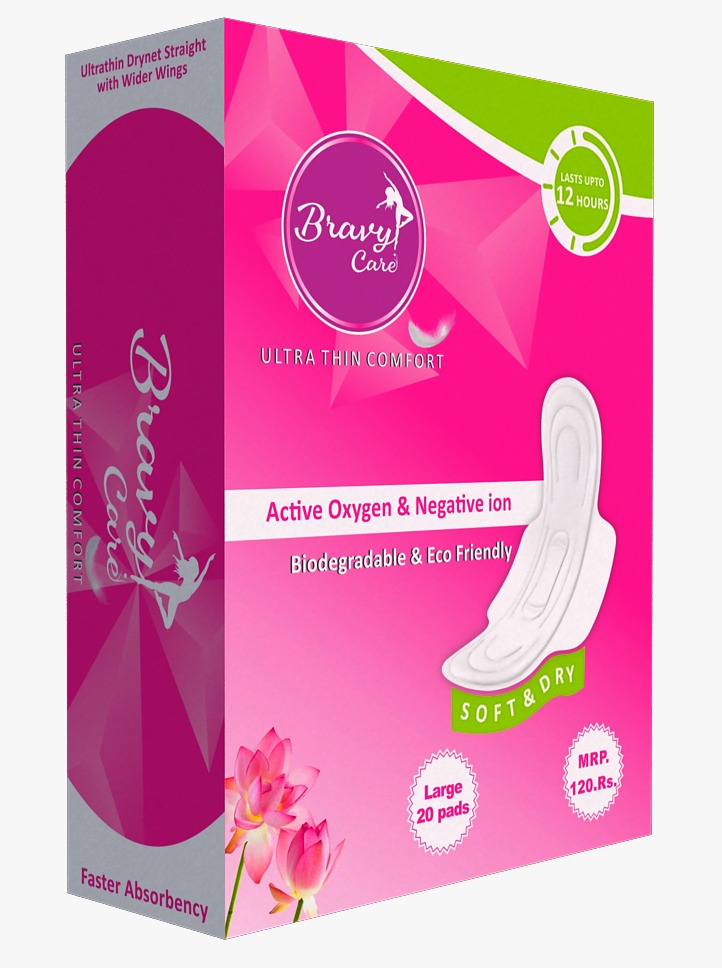 Ultrathin Drynet Straight
with Wider Wings
Bravy
Care
ULTRA THIN COMFORT
Faster Absorbency
Bravy
Care
ULTRA THIN COMFORT
LASTS UPTO
12 HOURS
Active Oxygen & Negative ion
Biodegradable & Eco Friendly
SOFT & DRY
Large
20 pads
MRP.
120.Rs.